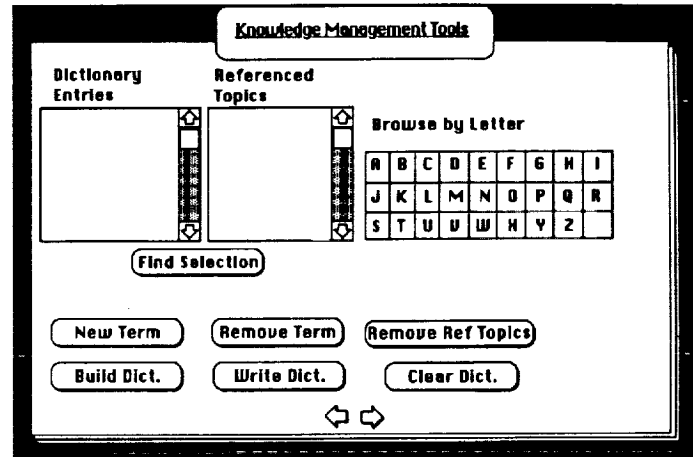 Knowledge Management Tools
Dictionary Entries
Referenced Topics
Browse by Letter
A B C D E F G H I
J K L M N O P Q R
S T U V W X Y Z
Find Selection
New Term
Remove Term
Remove Ref Topics
Build Dict.
Write Dict.
Clear Dict.